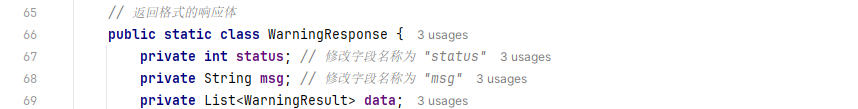 65 // 返回格式的响应体
66 public static class WarningResponse { 3 usages
67 private int status; // 修改字段名称为 "status" 3 usages
68 private String msg; // 修改字段名称为 "msg" 3 usages
69 private List<WarningResult> data; 3 usages